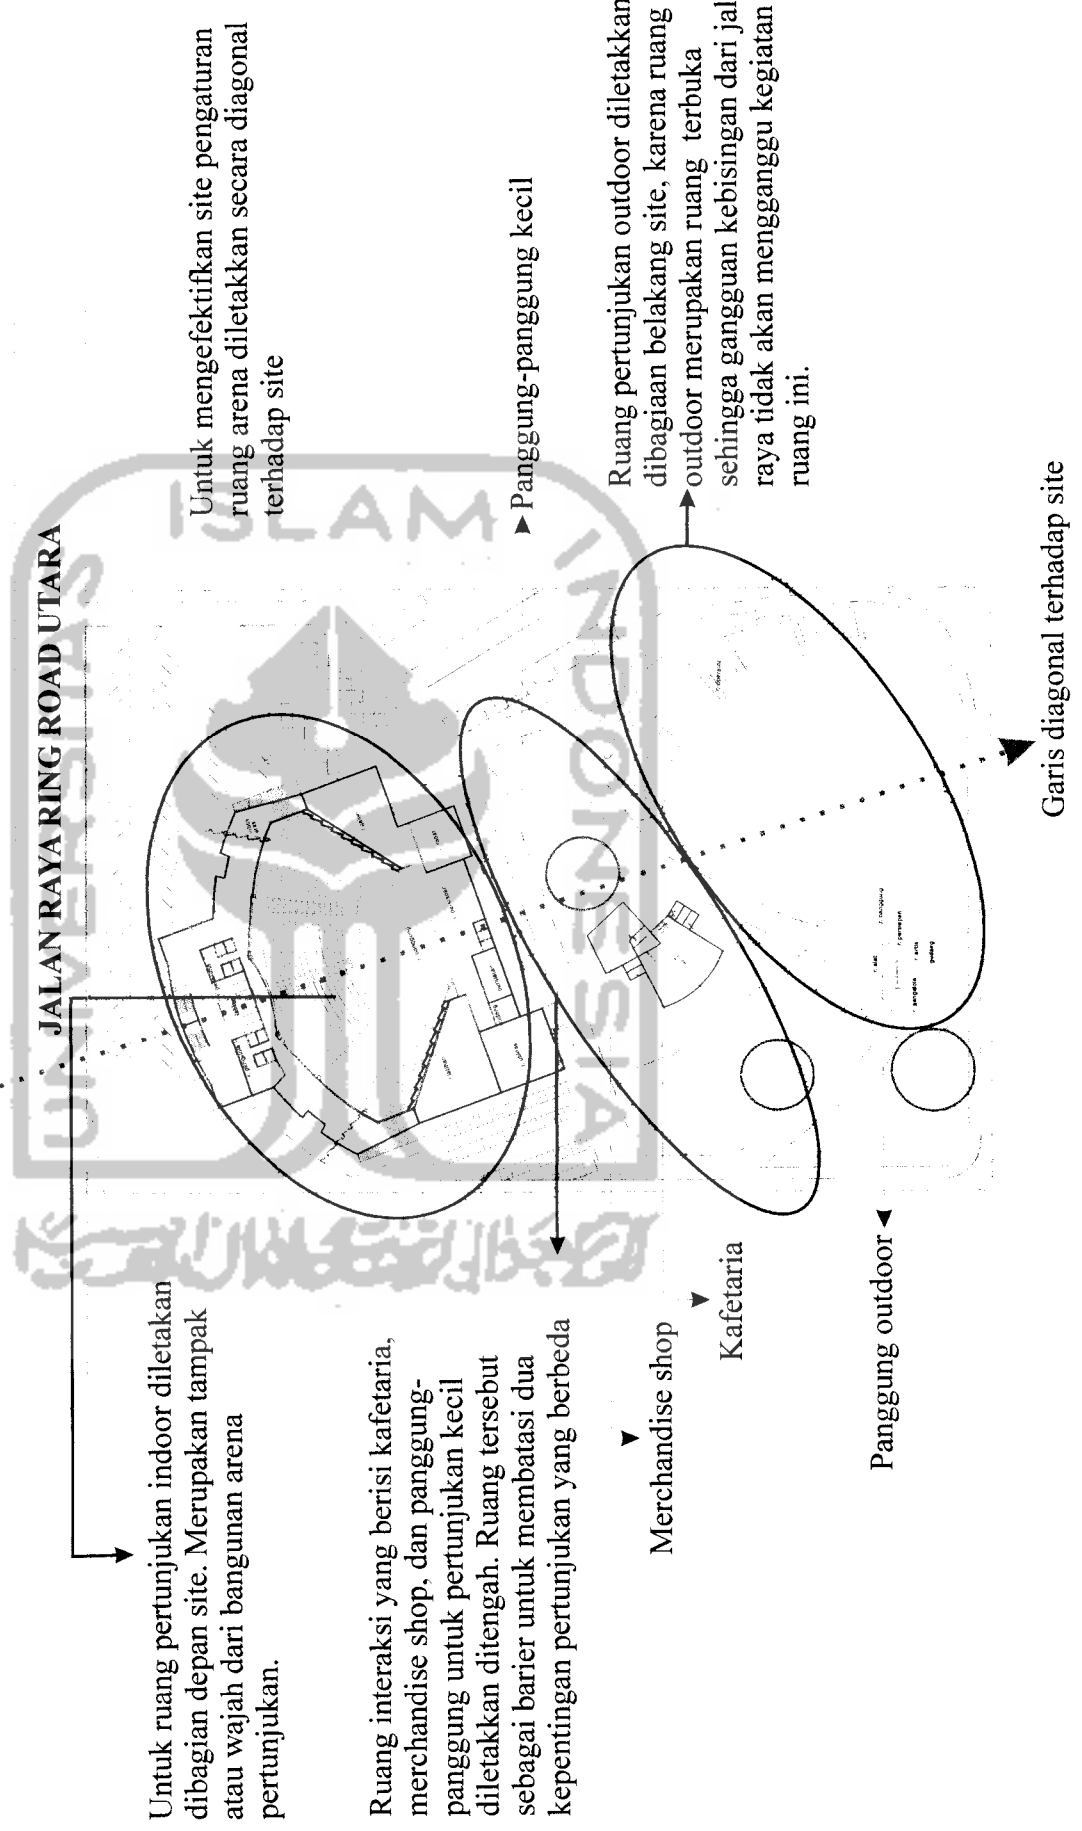 JALAN RAYA RING ROAD UTARA
Untuk ruang pertunjukan indoor diletakan
dibagian depan site. Merupakan tampak
atau wajah dari bangunan arena
pertunjukan.
Untuk mengefektifkan site pengaturan
ruang arena diletakkan secara diagonal
terhadap site
Ruang interaksi yang berisi kafetaria,
merchandise shop, dan panggung-
panggung untuk pertunjukan kecil
diletakkan ditengah. Ruang tersebut
sebagai barier untuk membatasi dua
kepentingan pertunjukan yang berbeda
Panggung-panggung kecil
Ruang pertunjukan outdoor diletakkan
dibagiaan belakang site, karena ruang
outdoor merupakan ruang terbuka
sehingga gangguan kebisingan dari jal
raya tidak akan mengganggu kegiatan
ruang ini.
Merchandise shop
Kafetaria
Panggung outdoor
Garis diagonal terhadap site
UNIVERSITAS
ISLAM
INDONESIA
r. panggung
r. persiapan
gudang